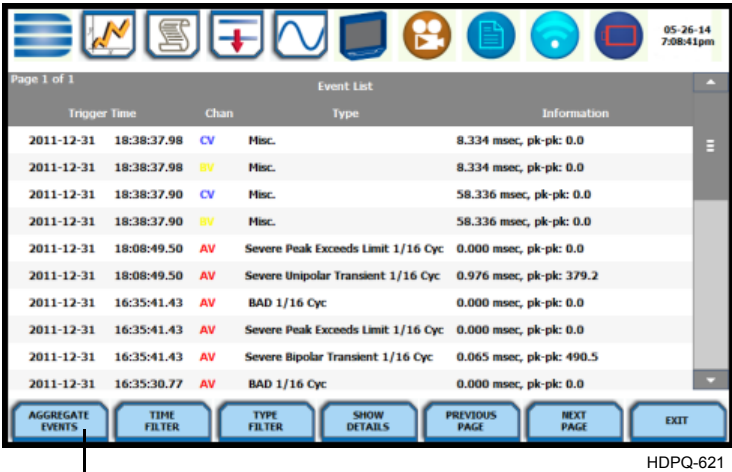 05-26-14
7:08:41pm
Page 1 of 1
Event List
Trigger Time Chan Type Information
2011-12-31 18:38:37.98 CV Misc. 8.334 msec, pk-pk: 0.0
2011-12-31 18:38:37.98 BV Misc. 8.334 msec, pk-pk: 0.0
2011-12-31 18:38:37.90 CV Misc. 58.336 msec, pk-pk: 0.0
2011-12-31 18:38:37.90 BV Misc. 58.336 msec, pk-pk: 0.0
2011-12-31 18:08:49.50 AV Severe Peak Exceeds Limit 1/16 Cyc 0.000 msec, pk-pk: 0.0
2011-12-31 18:08:49.50 AV Severe Unipolar Transient 1/16 Cyc 0.976 msec, pk-pk: 379.2
2011-12-31 16:35:41.43 AV BAD 1/16 Cyc 0.000 msec, pk-pk: 0.0
2011-12-31 16:35:41.43 AV Severe Peak Exceeds Limit 1/16 Cyc 0.000 msec, pk-pk: 0.0
2011-12-31 16:35:41.43 AV Severe Bipolar Transient 1/16 Cyc 0.065 msec, pk-pk: 490.5
2011-12-31 16:35:30.77 AV BAD 1/16 Cyc 0.000 msec, pk-pk: 0.0
AGGREGATE EVENTS
TIME FILTER
TYPE FILTER
SHOW DETAILS
PREVIOUS PAGE
NEXT PAGE
EXIT
HDPQ-621